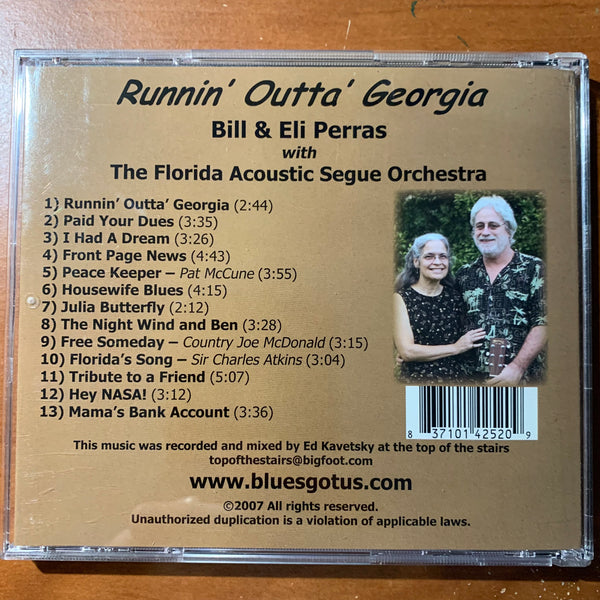 Runnin' Outta' Georgia
Bill & Eli Perras
with
The Florida Acoustic Segue Orchestra
1) Runnin' Outta' Georgia (2:44)
2) Paid Your Dues (3:35)
3) I Had A Dream (3:26)
4) Front Page News (4:43)
5) Peace Keeper – Pat McCune (3:55)
6) Housewife Blues (4:15)
7) Julia Butterfly (2:12)
8) The Night Wind and Ben (3:28)
9) Free Someday – Country Joe McDonald (3:15)
10) Florida's Song – Sir Charles Atkins (3:04)
11) Tribute to a Friend (5:07)
12) Hey NASA! (3:12)
13) Mama's Bank Account (3:36)
8 37101 42520 9
This music was recorded and mixed by Ed Kavetsky at the top of the stairs
topofthestairs@bigfoot.com
www.bluesgotus.com
©2007 All rights reserved.
Unauthorized duplication is a violation of applicable laws.